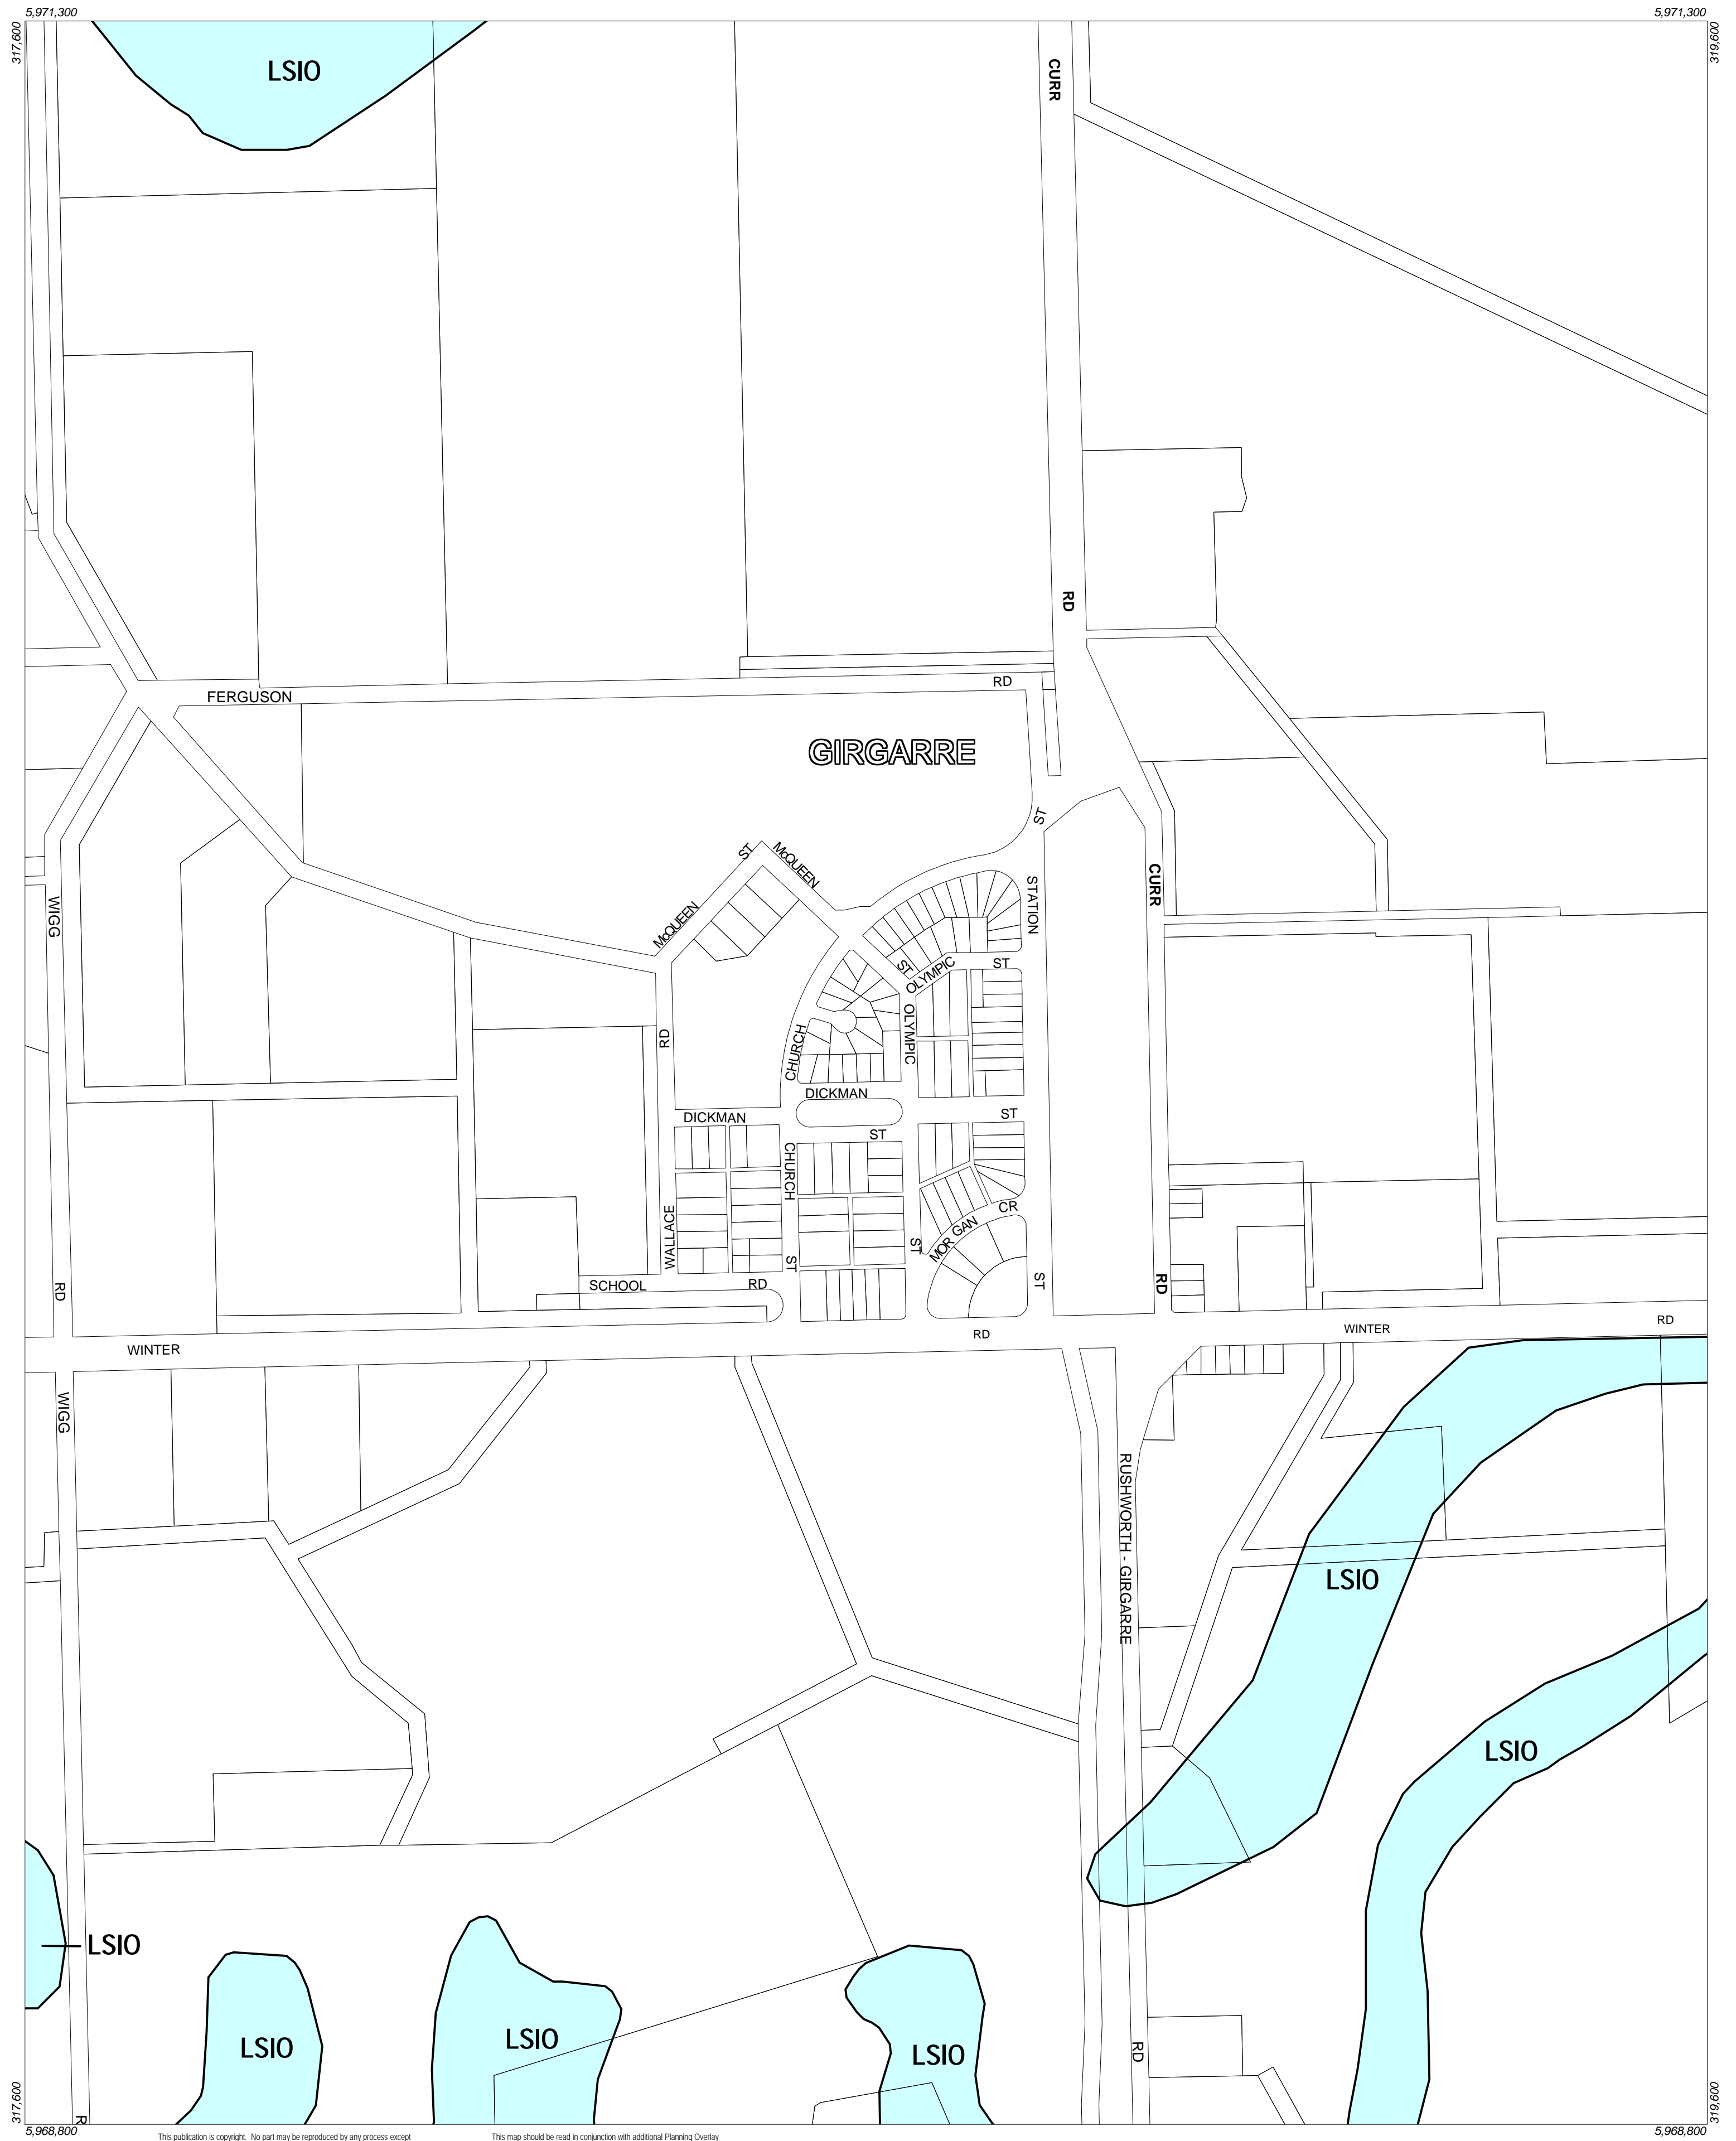 5,971,300
5,971,300
317,600
319,600
LSIO
CURR
RD
FERGUSON
RD
GIRGARRE
ST
ST
McQUEEN
McQUEEN
CURR
STATION
WIGG
ST
OLYMPIC
ST
OLYMPIC
RD
CHURCH
DICKMAN
DICKMAN
ST
ST
CHURCH
WALLACE
CR
MOR GAN
ST
ST
ST
SCHOOL
RD
RD
RD
WINTER
RD
WINTER
RD
WIGG
RUSHWORTH - GIRGARRE
LSIO
LSIO
LSIO
LSIO
LSIO
LSIO
RD
R
317,600
319,600
5,968,800
5,968,800
This publication is copyright. No part may be reproduced by any process except
This map should be read in conjunction with additional Planning Overlay